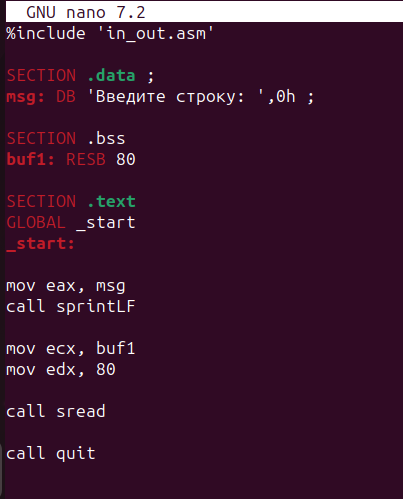 GNU nano 7.2
%include 'in_out.asm'
SECTION .data ;
msg: DB 'Введите строку: ',0h ;
SECTION .bss
buf1: RESB 80
SECTION .text
GLOBAL _start
_start:
mov eax, msg
call sprintLF
mov ecx, buf1
mov edx, 80
call sread
call quit